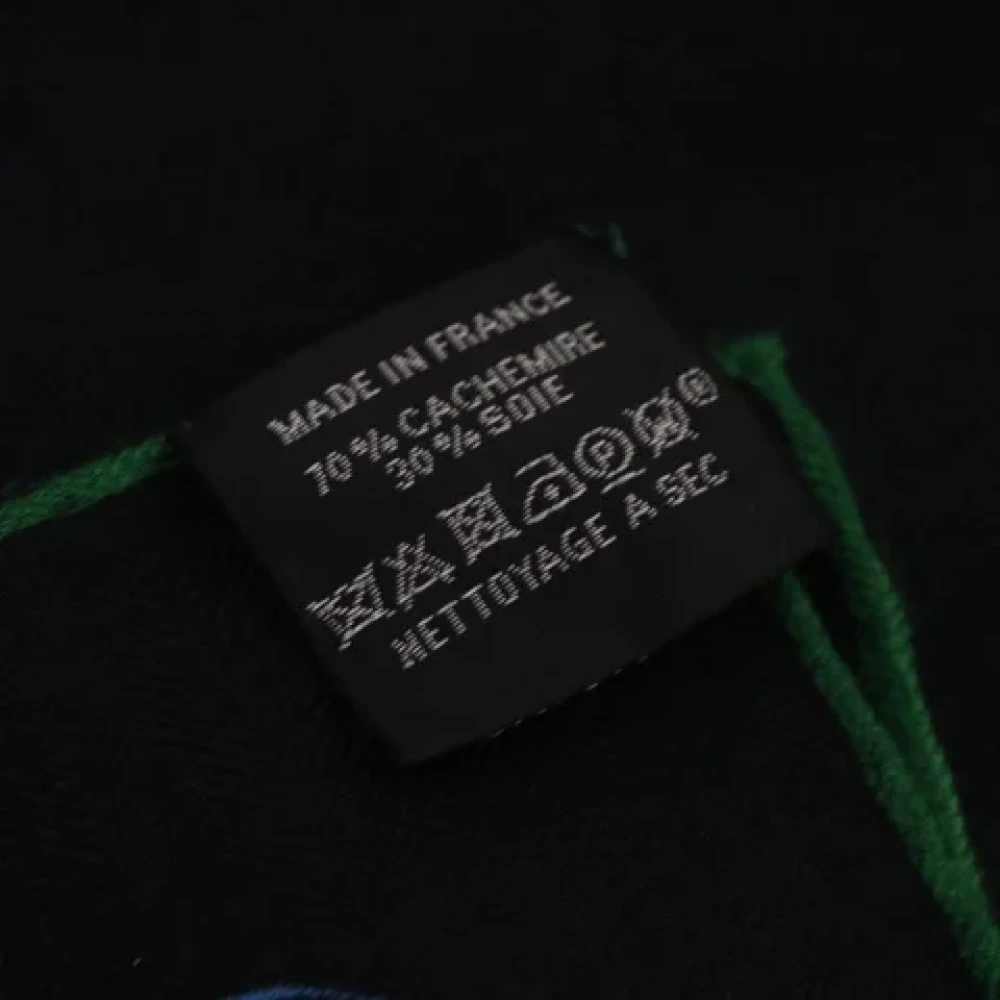 MADE IN FRANCE
70% CACHEMIRE
30% SOIE
P ©
NETTOYAGE A SEC